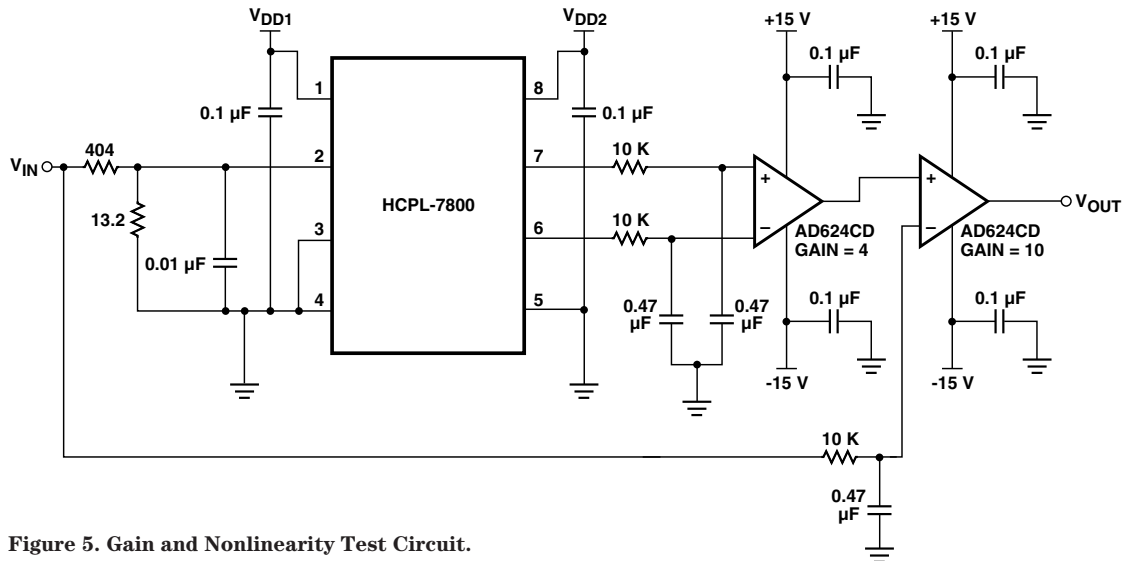 VDD1
VDD2
+15 V
+15 V
0.1 µF
0.1 µF
1
8
0.1 µF
0.1 µF
VIN
404
2
7
10 K
+
+
13.2
HCPL-7800
VOUT
3
6
10 K
−
−
AD624CD
GAIN = 4
AD624CD
GAIN = 10
0.01 µF
4
5
0.47
µF
0.47
µF
0.1 µF
0.1 µF
-15 V
-15 V
10 K
0.47
µF
Figure 5. Gain and Nonlinearity Test Circuit.